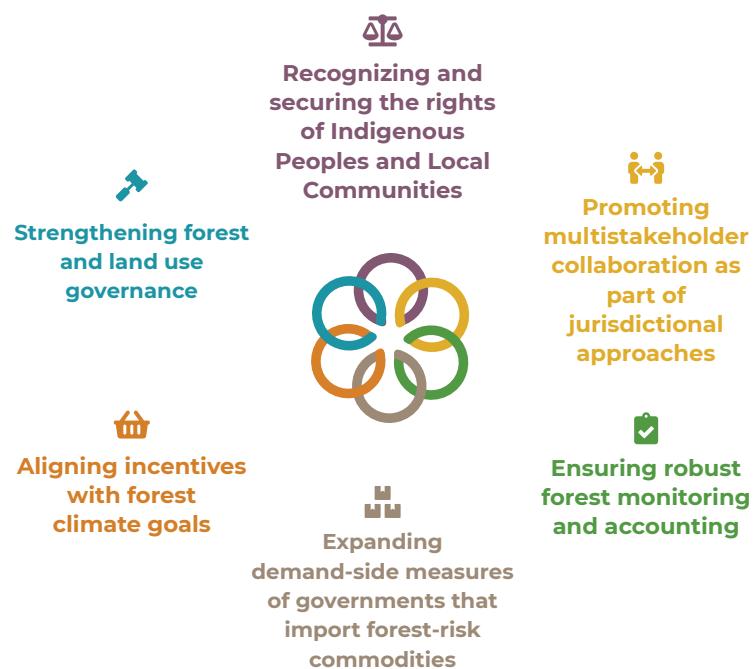 Recognizing and
securing the rights
of Indigenous
Peoples and Local
Communities
Promoting
multistakeholder
collaboration as
part of
jurisdictional
approaches
Ensuring robust
forest monitoring
and accounting
Expanding
demand-side measures
of governments that
import forest-risk
commodities
Aligning incentives
with forest
climate goals
Strengthening forest
and land use
governance